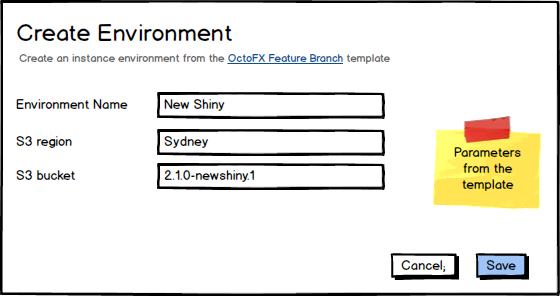 Create Environment
Create an instance environment from the OctoFX Feature Branch template
Environment Name New Shiny
S3 region Sydney
S3 bucket 2.1.0-newshiny.1
Parameters
from the
template
Cancel; Save